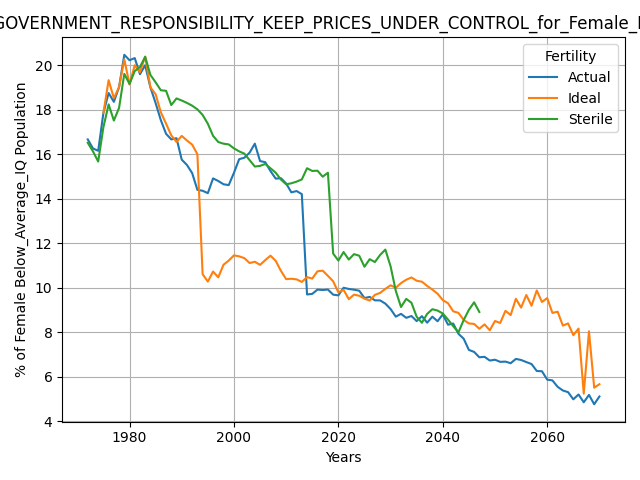 GOVERNMENT_RESPONSIBILITY_KEEP_PRICES_UNDER_CONTROL_for_Female_
Fertility
Actual
Ideal
Sterile
% of Female Below_Average_IQ Population
20
18
16
14
12
10
8
6
4
1980 2000 2020 2040 2060
Years